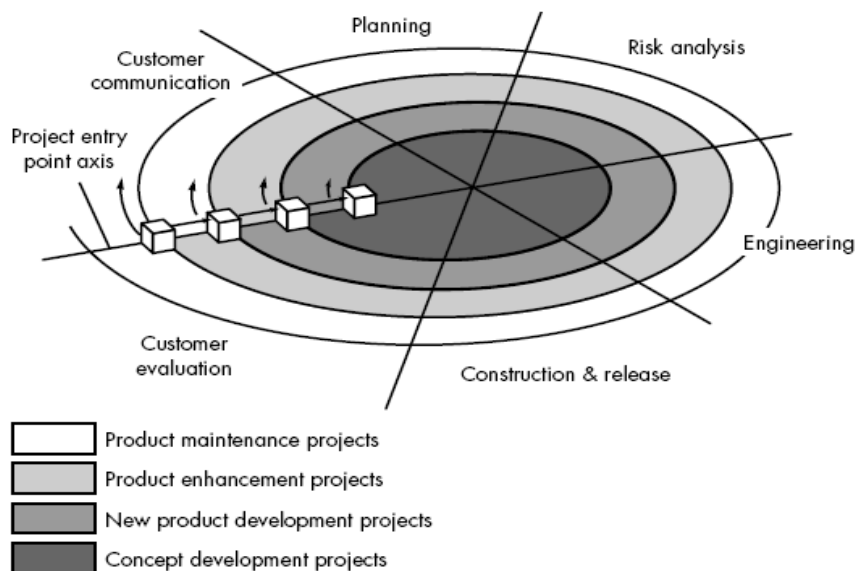 Planning
Risk analysis
Customer
communication
Project entry
point axis
Engineering
Customer
evaluation
Construction & release
Product maintenance projects
Product enhancement projects
New product development projects
Concept development projects